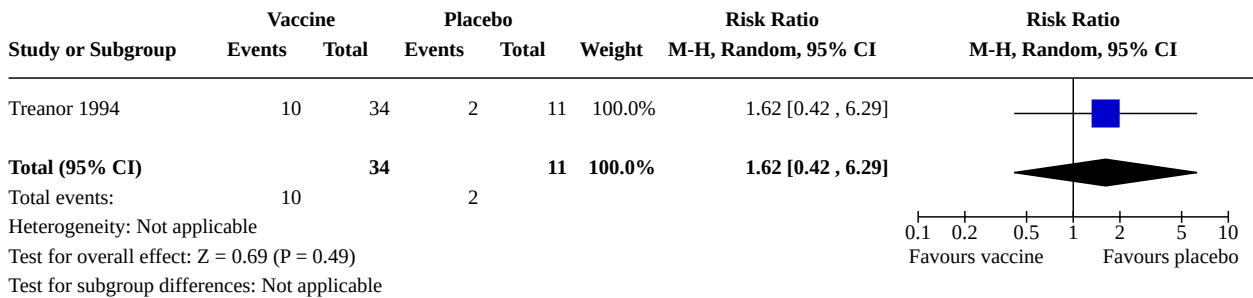 Vaccine Placebo Risk Ratio Risk Ratio
Study or Subgroup Events Total Events Total Weight M-H, Random, 95% CI M-H, Random, 95% CI
Treanor 1994 10 34 2 11 100.0% 1.62 [0.42 , 6.29]
Total (95% CI) 34 11 100.0% 1.62 [0.42 , 6.29]
Total events: 10 2
Heterogeneity: Not applicable
Test for overall effect: Z = 0.69 (P = 0.49)
Test for subgroup differences: Not applicable
0.1 0.2 0.5 1 2 5 10
Favours vaccine Favours placebo